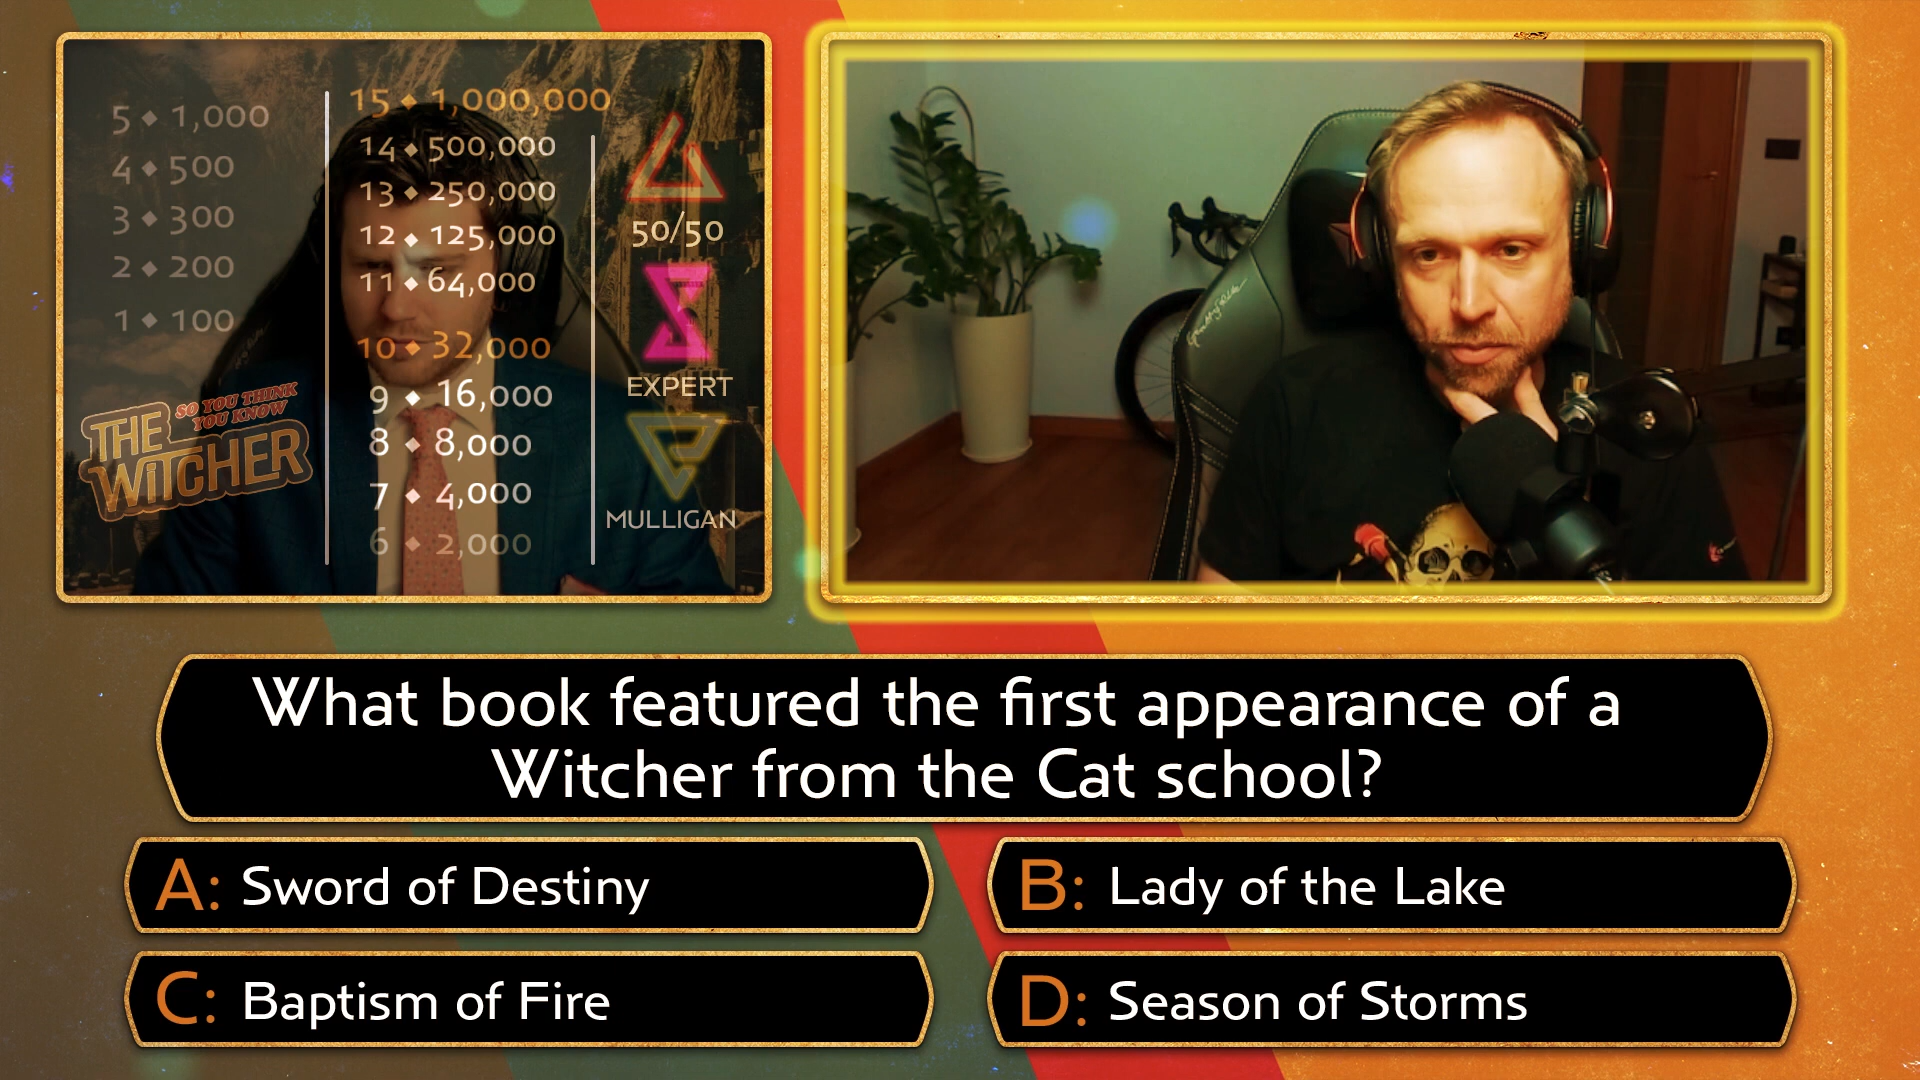 5 ◆ 1,000
4 ◆ 500
3 ◆ 300
2 ◆ 200
1 ◆ 100
SO YOU THINK
YOU KNOW
THE
WITCHER
15 ◆ 1,000,000
14 ◆ 500,000
13 ◆ 250,000
12 ◆ 125,000
11 ◆ 64,000
10 ◆ 32,000
9 ◆ 16,000
8 ◆ 8,000
7 ◆ 4,000
6 ◆ 2,000
50/50
EXPERT
MULLIGAN
What book featured the first appearance of a
Witcher from the Cat school?
A: Sword of Destiny
B: Lady of the Lake
C: Baptism of Fire
D: Season of Storms